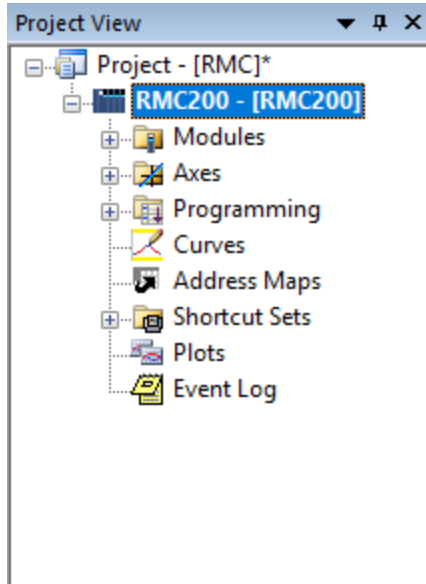 Project View
Project - [RMC]*
RMC200 - [RMC200]
Modules
Axes
Programming
Curves
Address Maps
Shortcut Sets
Plots
Event Log